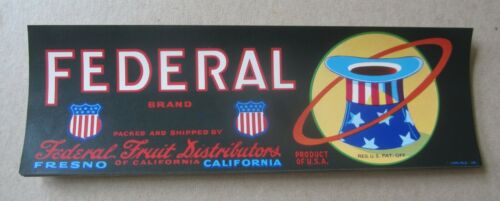 FEDERAL
BRAND
PACKED AND SHIPPED BY
Federal Fruit Distributors
FRESNO OF CALIFORNIA CALIFORNIA
PRODUCT
OF U.S.A.
REG. U.S. PAT. OFF.